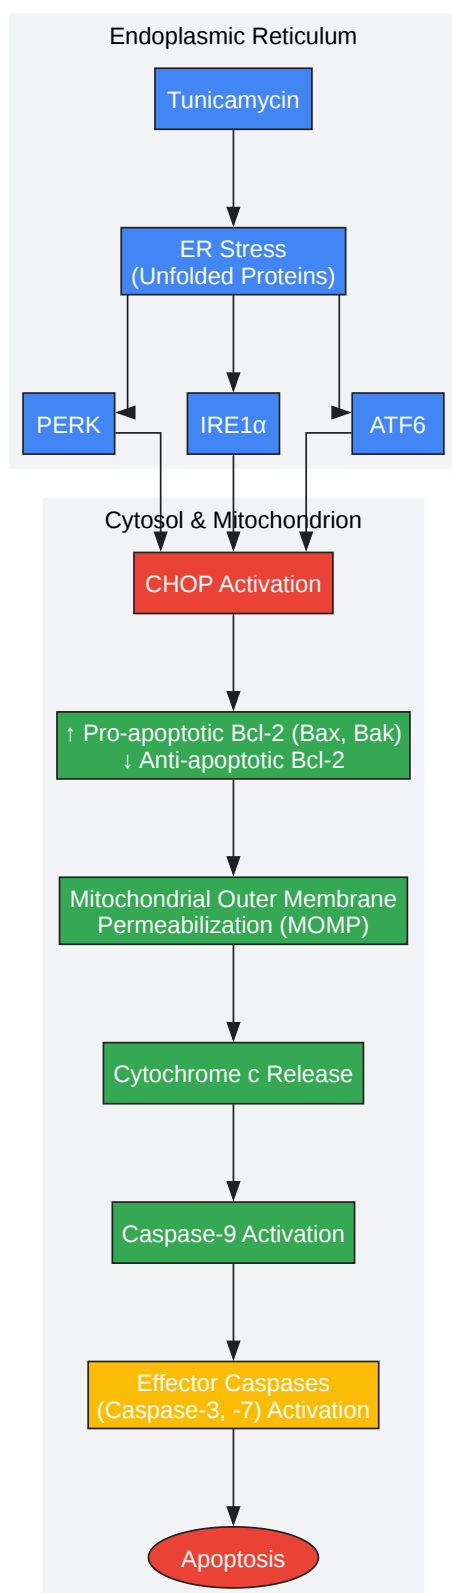 Endoplasmic Reticulum
Tunicamycin
ER Stress
(Unfolded Proteins)
PERK
IRE1α
ATF6
Cytosol & Mitochondrion
CHOP Activation
↑ Pro-apoptotic Bcl-2 (Bax, Bak)
↓ Anti-apoptotic Bcl-2
Mitochondrial Outer Membrane
Permeabilization (MOMP)
Cytochrome c Release
Caspase-9 Activation
Effector Caspases
(Caspase-3, -7) Activation
Apoptosis